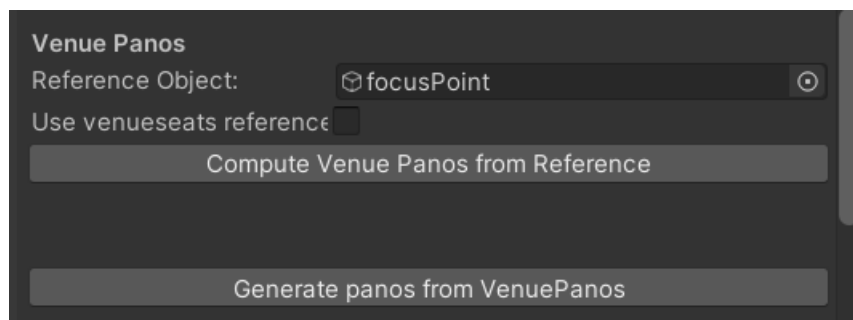 Venue Panos
Reference Object: focusPoint
Use venueseats reference
Compute Venue Panos from Reference
Generate panos from VenuePanos